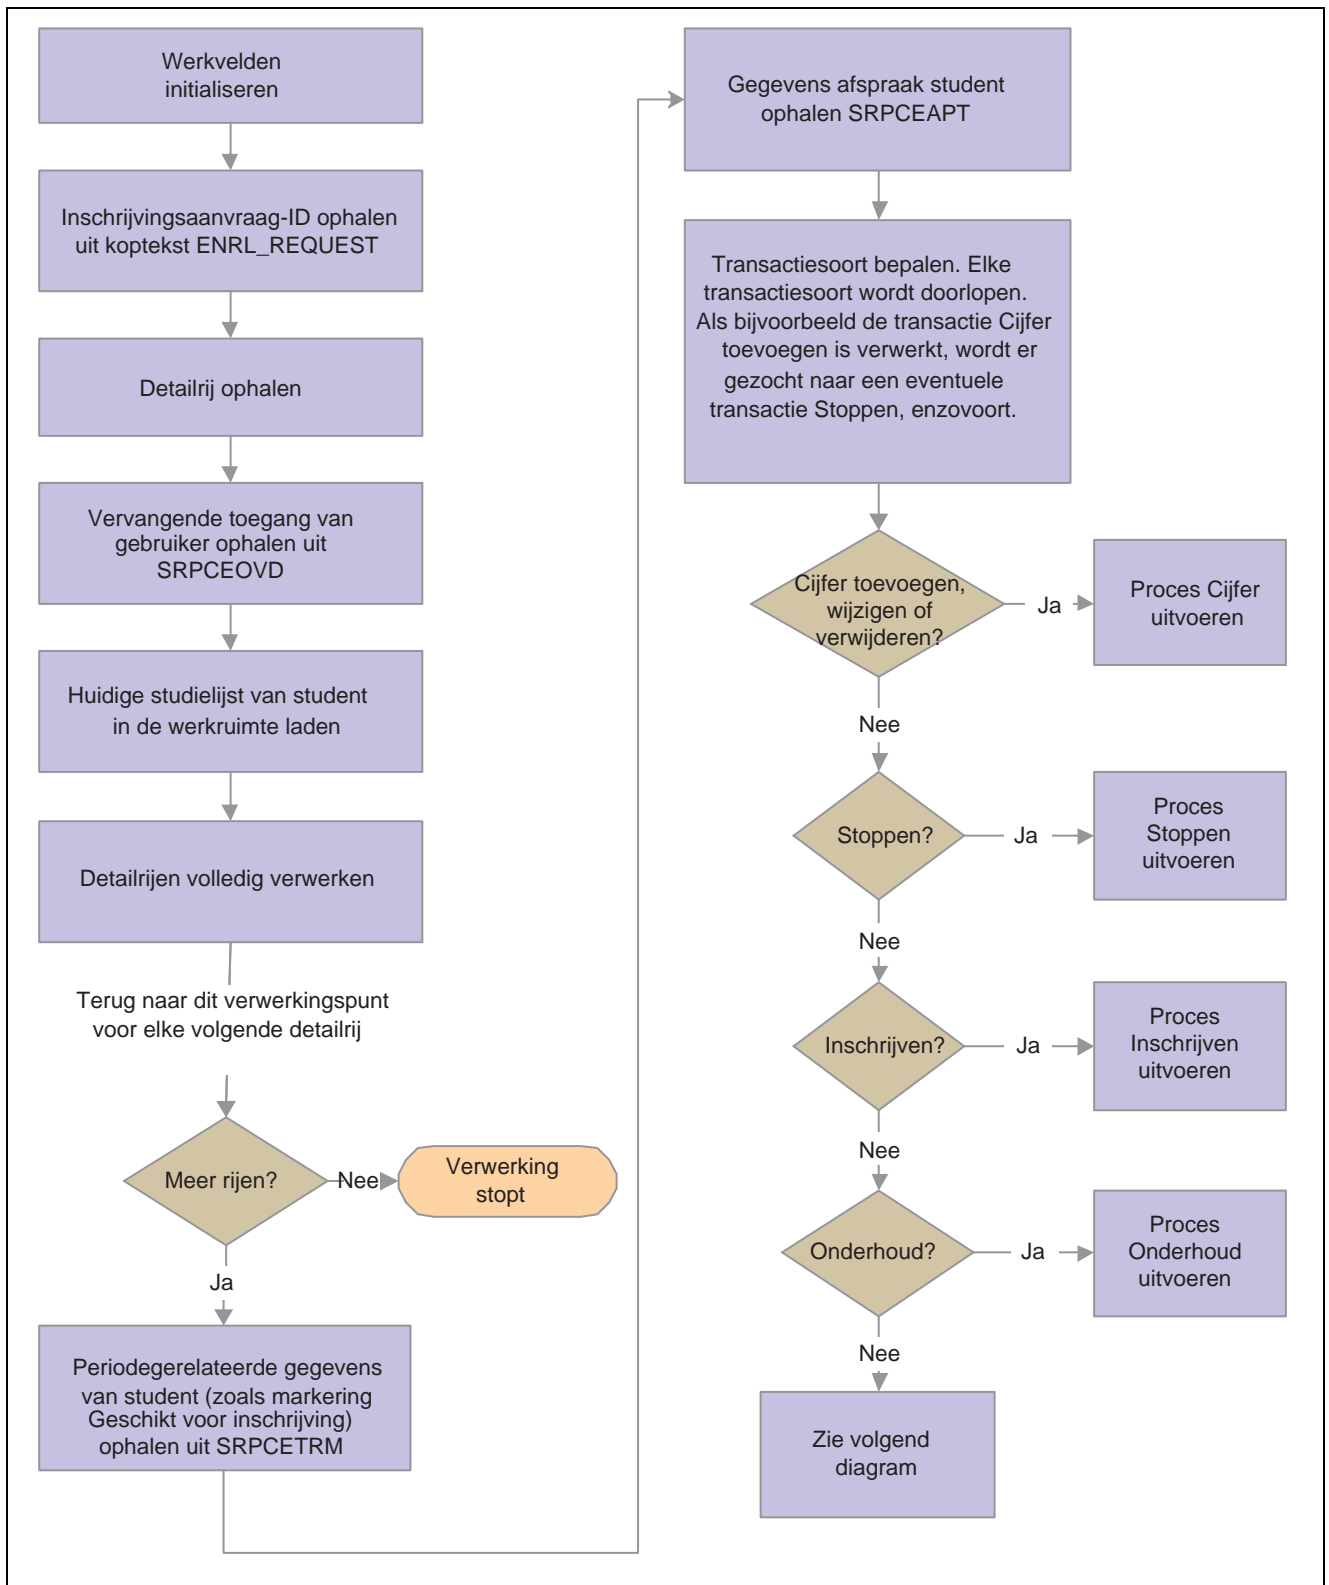 Werkvelden
initialiseren
Inschrijvingsaanvraag-ID ophalen
uit koptekst ENRL_REQUEST
Detailrij ophalen
Vervangende toegang van
gebruiker ophalen uit
SRPCEOVD
Huidige studielijst van student
in de werkruimte laden
Detailrijen volledig verwerken
Terug naar dit verwerkingspunt
voor elke volgende detailrij
Meer rijen?
Nee
Verwerking
stopt
Ja
Periodegerelateerde gegevens
van student (zoals markering
Geschikt voor inschrijving)
ophalen uit SRPCETRM
Gegevens afspraak student
ophalen SRPCEAPT
Transactiesoort bepalen. Elke
transactiesoort wordt doorlopen.
Als bijvoorbeeld de transactie Cijfer
toevoegen is verwerkt, wordt er
gezocht naar een eventuele
transactie Stoppen, enzovoort.
Cijfer toevoegen,
wijzigen of
verwijderen?
Ja
Proces Cijfer
uitvoeren
Nee
Stoppen?
Ja
Proces
Stoppen
uitvoeren
Nee
Inschrijven?
Ja
Proces
Inschrijven
uitvoeren
Nee
Onderhoud?
Ja
Proces
Onderhoud
uitvoeren
Nee
Zie volgend
diagram